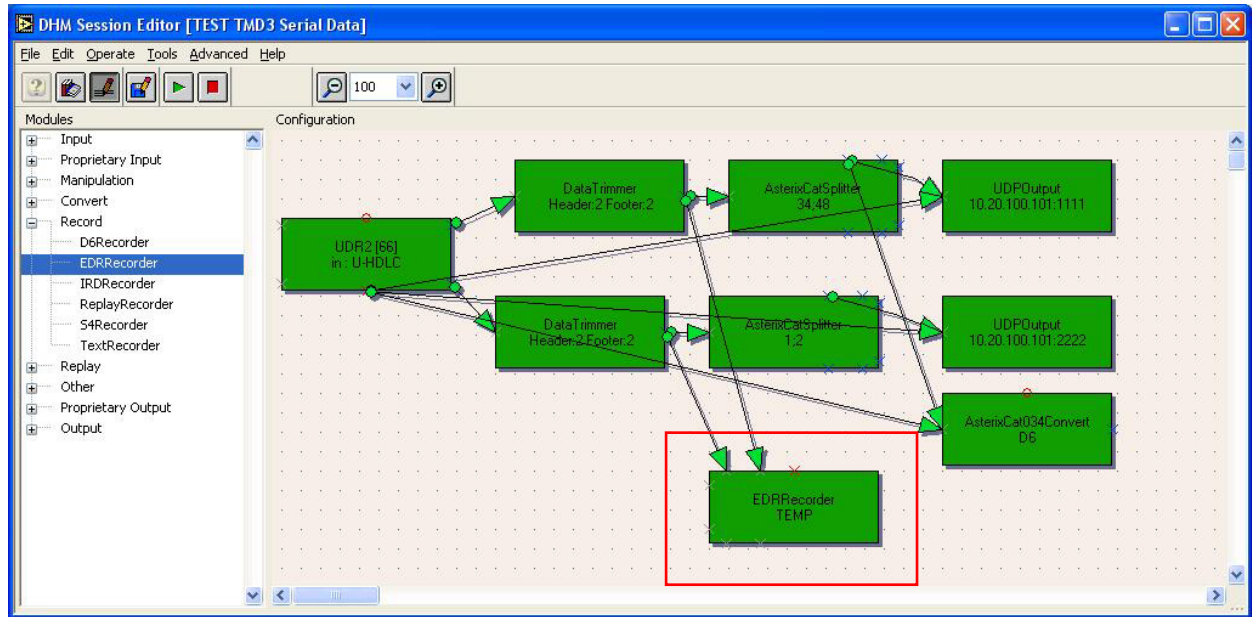 DHM Session Editor [TEST TMD3 Serial Data]
File Edit Operate Tools Advanced Help
100
Modules
Configuration
Input
Proprietary Input
Manipulation
Convert
Record
D6Recorder
EDRRecorder
IRDRecorder
ReplayRecorder
S4Recorder
TextRecorder
Replay
Other
Proprietary Output
Output
UDR2 [66]
in : U-HDLC
DataTrimmer
Header:2 Footer:2
AsterixCatSplitter
34;48
UDPOutput
10.20.100.101:1111
DataTrimmer
Header:2 Footer:2
AsterixCatSplitter
1;2
UDPOutput
10.20.100.101:2222
AsterixCat034Convert
D6
EDRRecorder
TEMP